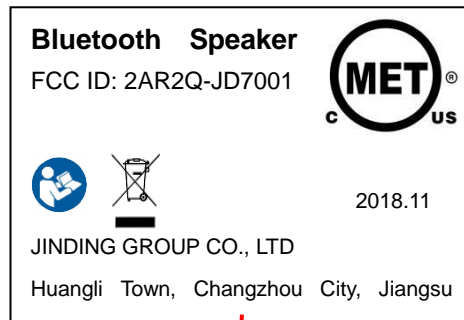 Bluetooth Speaker
FCC ID: 2AR2Q-JD7001
MET ®
C US
2018.11
JINDING GROUP CO., LTD
Huangli Town, Changzhou City, Jiangsu